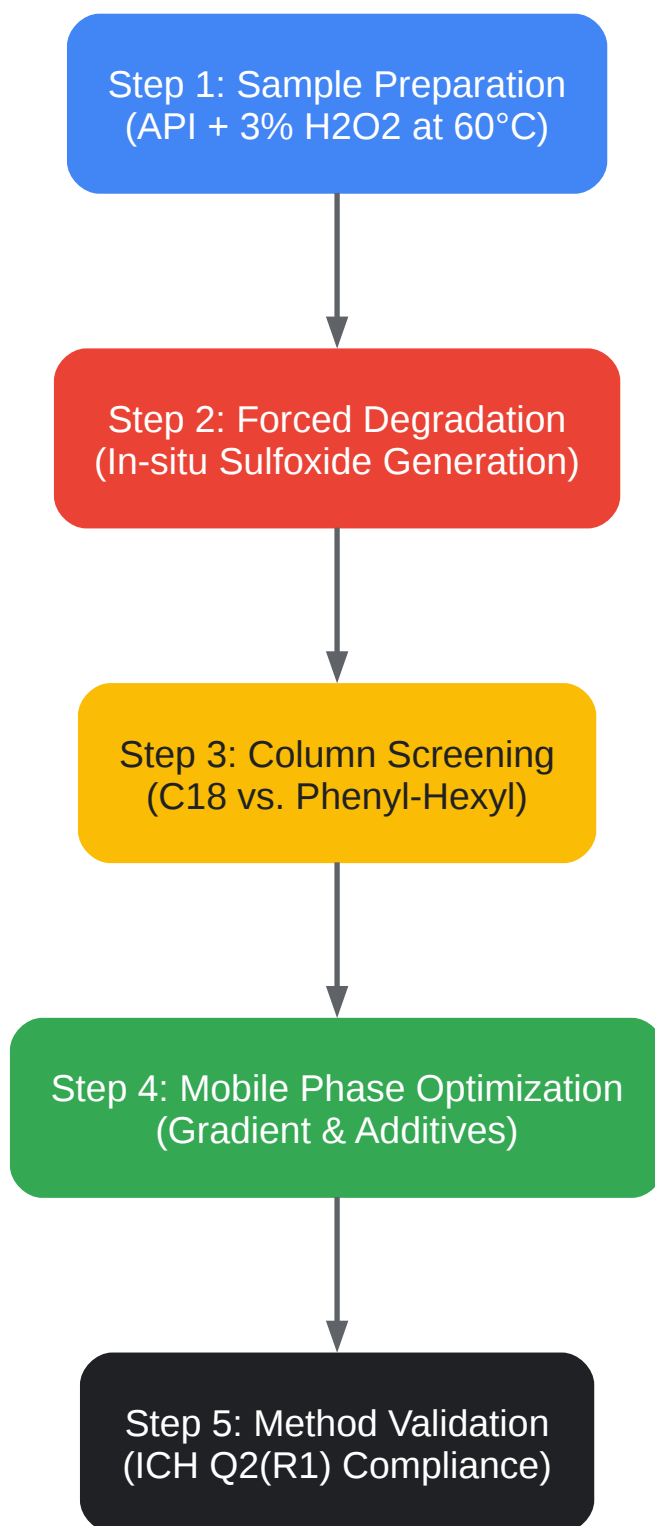 Step 1: Sample Preparation
(API + 3% H2O2 at 60°C)
Step 2: Forced Degradation
(In-situ Sulfoxide Generation)
Step 3: Column Screening
(C18 vs. Phenyl-Hexyl)
Step 4: Mobile Phase Optimization
(Gradient & Additives)
Step 5: Method Validation
(ICH Q2(R1) Compliance)